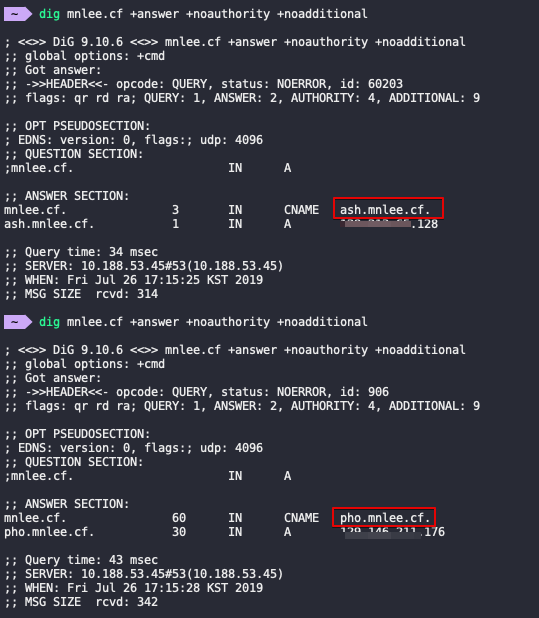 ~ dig mnlee.cf +answer +noauthority +noadditional
; <<>> DiG 9.10.6 <<>> mnlee.cf +answer +noauthority +noadditional
;; global options: +cmd
;; Got answer:
;; ->>HEADER<<- opcode: QUERY, status: NOERROR, id: 60203
;; flags: qr rd ra; QUERY: 1, ANSWER: 2, AUTHORITY: 4, ADDITIONAL: 9
;; OPT PSEUDOSECTION:
; EDNS: version: 0, flags:; udp: 4096
;; QUESTION SECTION:
;mnlee.cf. IN A
;; ANSWER SECTION:
mnlee.cf. 3 IN CNAME ash.mnlee.cf.
ash.mnlee.cf. 1 IN A .128
;; Query time: 34 msec
;; SERVER: 10.188.53.45#53(10.188.53.45)
;; WHEN: Fri Jul 26 17:15:25 KST 2019
;; MSG SIZE rcvd: 314
~ dig mnlee.cf +answer +noauthority +noadditional
; <<>> DiG 9.10.6 <<>> mnlee.cf +answer +noauthority +noadditional
;; global options: +cmd
;; Got answer:
;; ->>HEADER<<- opcode: QUERY, status: NOERROR, id: 906
;; flags: qr rd ra; QUERY: 1, ANSWER: 2, AUTHORITY: 4, ADDITIONAL: 9
;; OPT PSEUDOSECTION:
; EDNS: version: 0, flags:; udp: 4096
;; QUESTION SECTION:
;mnlee.cf. IN A
;; ANSWER SECTION:
mnlee.cf. 60 IN CNAME pho.mnlee.cf.
pho.mnlee.cf. 30 IN A .176
;; Query time: 43 msec
;; SERVER: 10.188.53.45#53(10.188.53.45)
;; WHEN: Fri Jul 26 17:15:28 KST 2019
;; MSG SIZE rcvd: 342